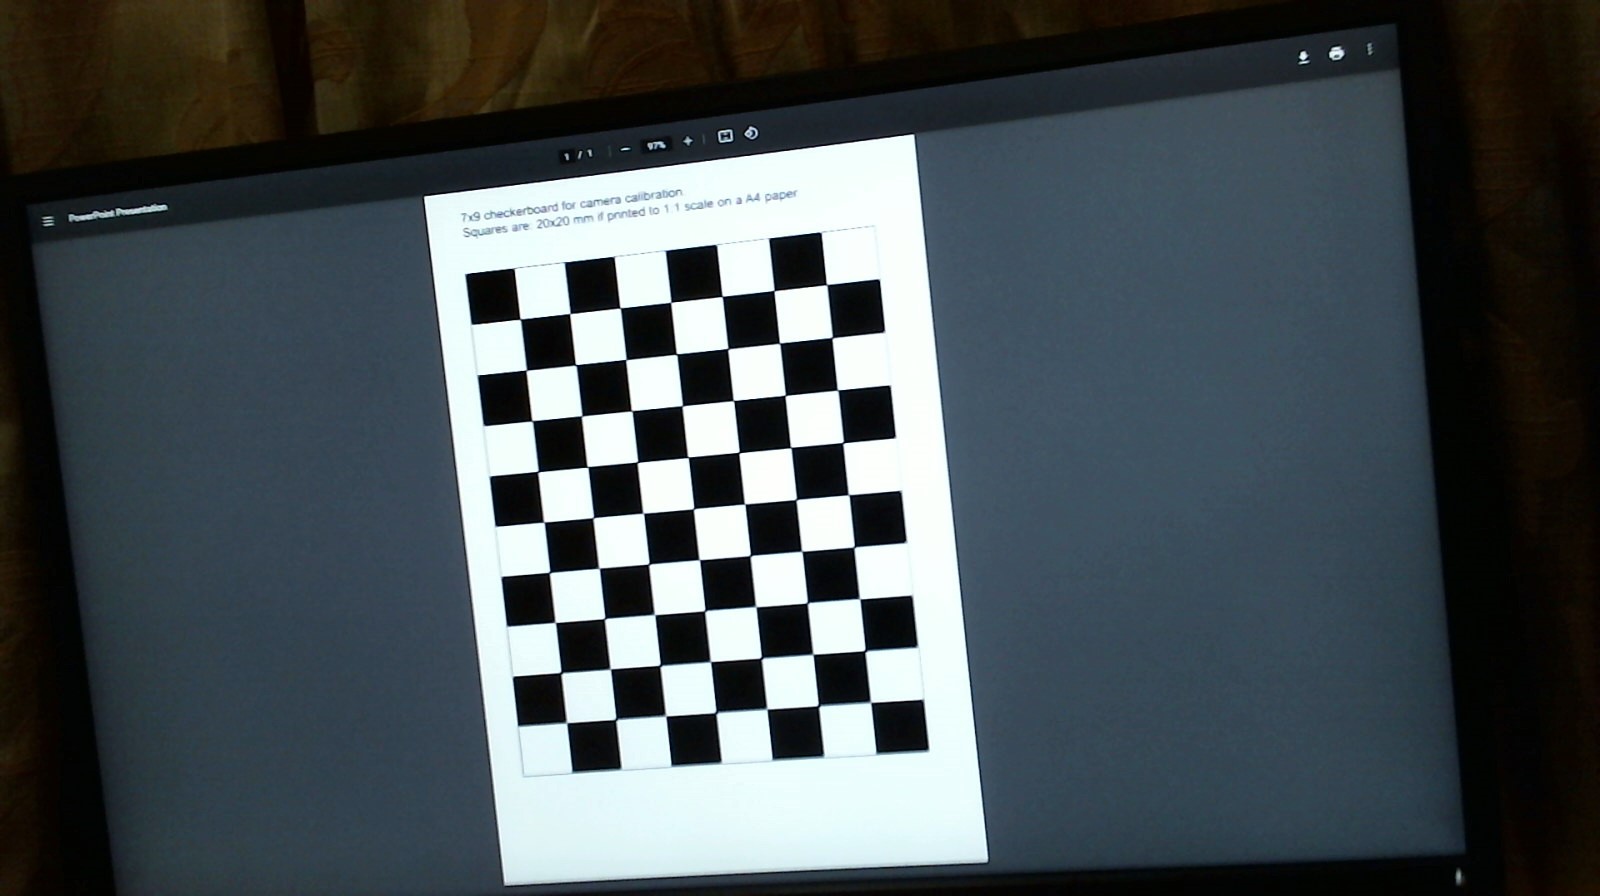 PowerPoint Presentation
1 / 1
97%
7x9 checkerboard for camera calibration.
Squares are: 20x20 mm if printed to 1:1 scale on a A4 paper